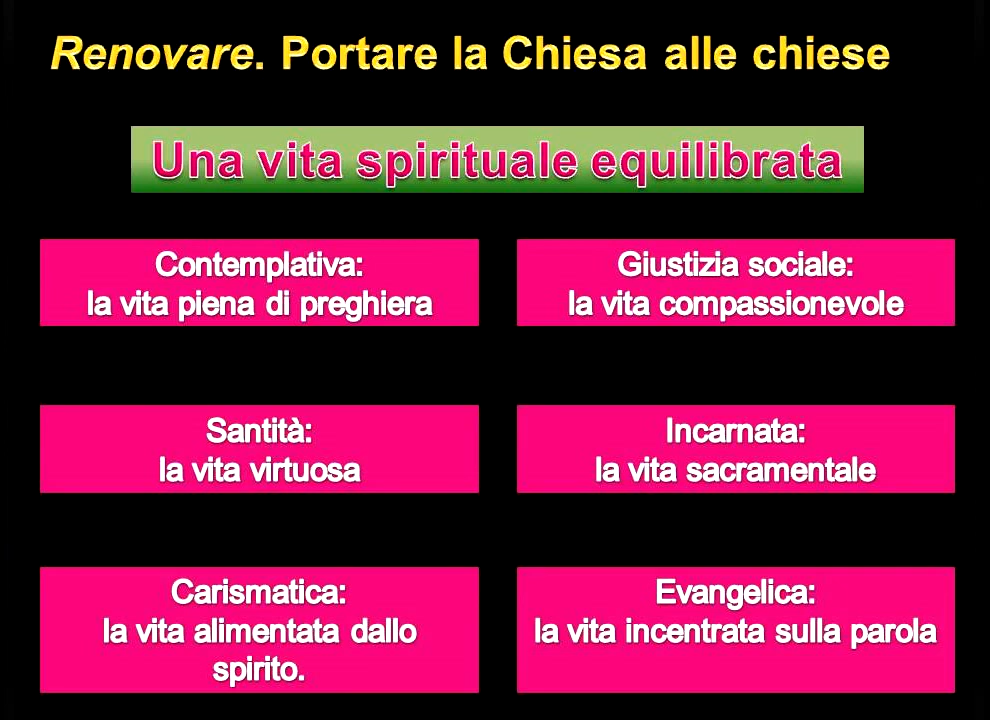 Renovare. Portare la Chiesa alle chiese
Una vita spirituale equilibrata
Contemplativa:
la vita piena di preghiera
Giustizia sociale:
la vita compassionevole
Santità:
la vita virtuosa
Incarnata:
la vita sacramentale
Carismatica:
la vita alimentata dallo
spirito.
Evangelica:
la vita incentrata sulla parola